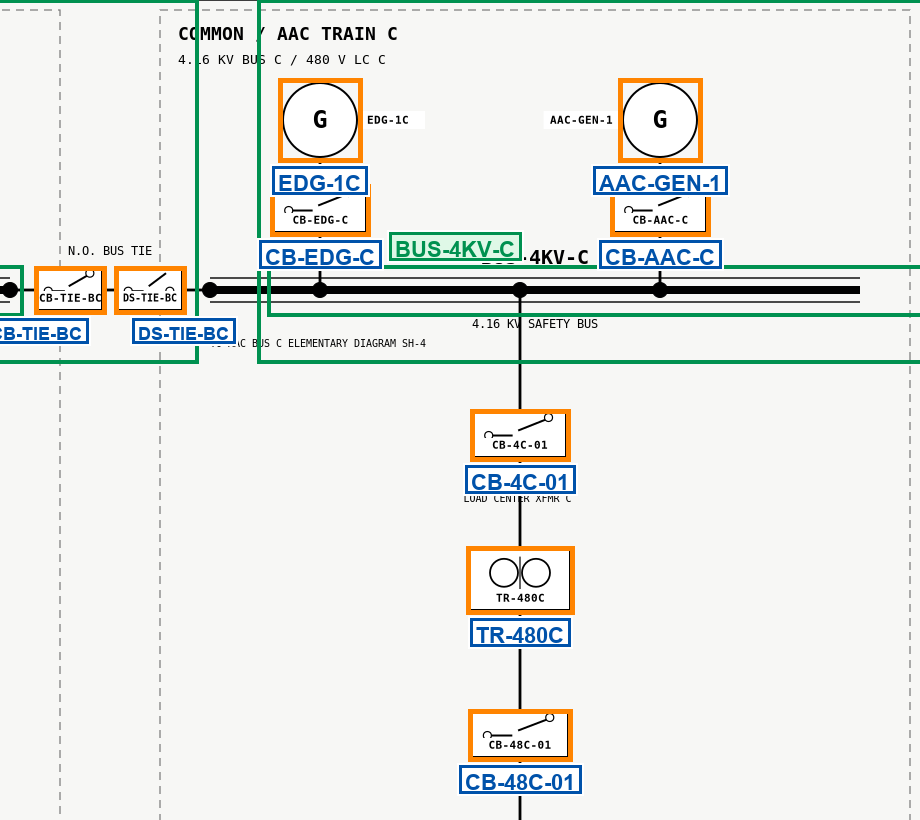 COMMON / AAC TRAIN C
4.16 KV BUS C / 480 V LC C
G
EDG-1C
AAC-GEN-1
G
EDG-1C
AAC-GEN-1
CB-EDG-C
CB-AAC-C
N.O. BUS TIE
CB-EDG-C
BUS-4KV-C
BUS-4KV-C
CB-AAC-C
CB-TIE-BC
DS-TIE-BC
4.16 KV SAFETY BUS
CB-TIE-BC
DS-TIE-BC
BUS C ELEMENTARY DIAGRAM SH-4
CB-4C-01
CB-4C-01
LOAD CENTER XFMR C
TR-480C
TR-480C
CB-48C-01
CB-48C-01